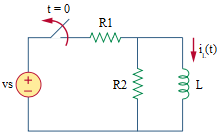 t = 0
R1
i_L(t)
vs
+
−
R2
L